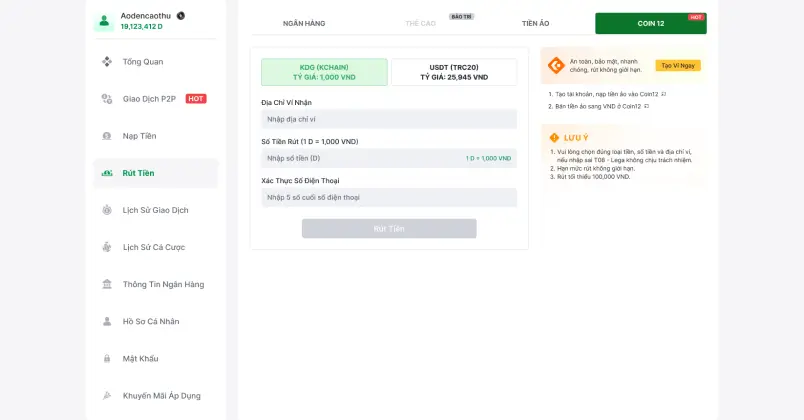 Aodencaothu
19,123,412 D
Tổng Quan
Giao Dịch P2P HOT
Nạp Tiền
Rút Tiền
Lịch Sử Giao Dịch
Lịch Sử Cá Cược
Thông Tin Ngân Hàng
Hồ Sơ Cá Nhân
Mật Khẩu
Khuyến Mãi Áp Dụng
NGÂN HÀNG
THẺ CÀO BẢO TRÌ
TIỀN ẢO
COIN 12 HOT
KDG (KCHAIN)
TỶ GIÁ: 1,000 VND
USDT (TRC20)
TỶ GIÁ: 25,945 VND
Địa Chỉ Ví Nhận
Nhập địa chỉ ví
Số Tiền Rút (1 D = 1,000 VND)
Nhập số tiền (D) 1 D = 1,000 VND
Xác Thực Số Điện Thoại
Nhập 5 số cuối số điện thoại
Rút Tiền
An toàn, bảo mật, nhanh
chóng, rút không giới hạn.
Tạo Ví Ngay
1. Tạo tài khoản, nạp tiền ảo vào Coin12
2. Bán tiền ảo sang VND ở Coin12
LƯU Ý
1. Vui lòng chọn đúng loại tiền, số tiền và địa chỉ ví,
nếu nhập sai T08 - Lega không chịu trách nhiệm.
2. Hạn mức rút không giới hạn.
3. Rút tối thiểu 100,000 VND.